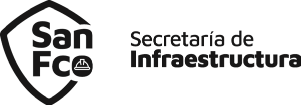 San
Fco
Secretaría de
Infraestructura